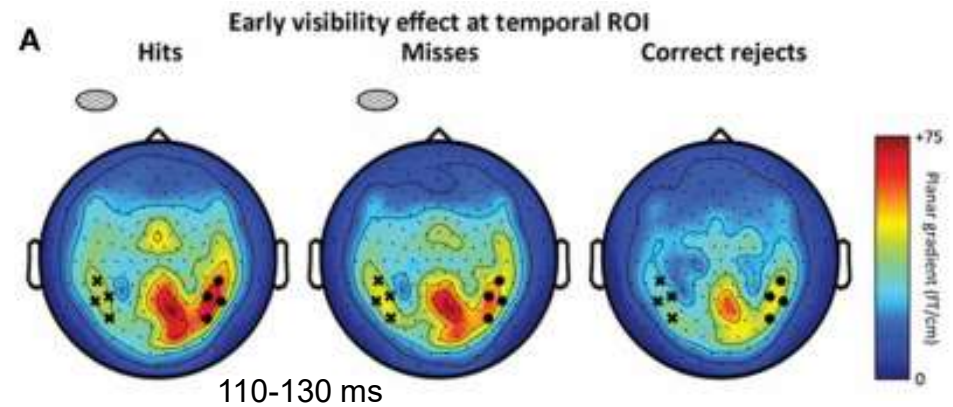 A
Early visibility effect at temporal ROI
Hits
Misses
Correct rejects
+75
Planar gradient (fT/cm)
0
110-130 ms